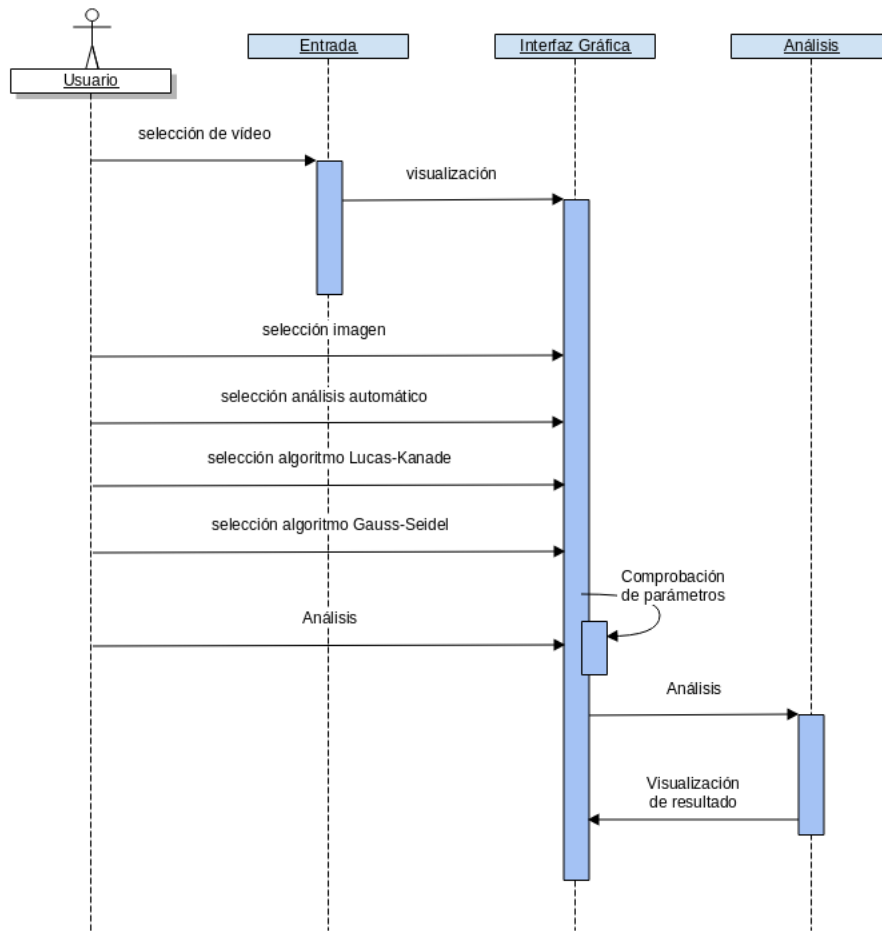 Usuario
Entrada
Interfaz Gráfica
Análisis
selección de vídeo
visualización
selección imagen
selección análisis automático
selección algoritmo Lucas-Kanade
selección algoritmo Gauss-Seidel
Comprobación
de parámetros
Análisis
Análisis
Visualización
de resultado